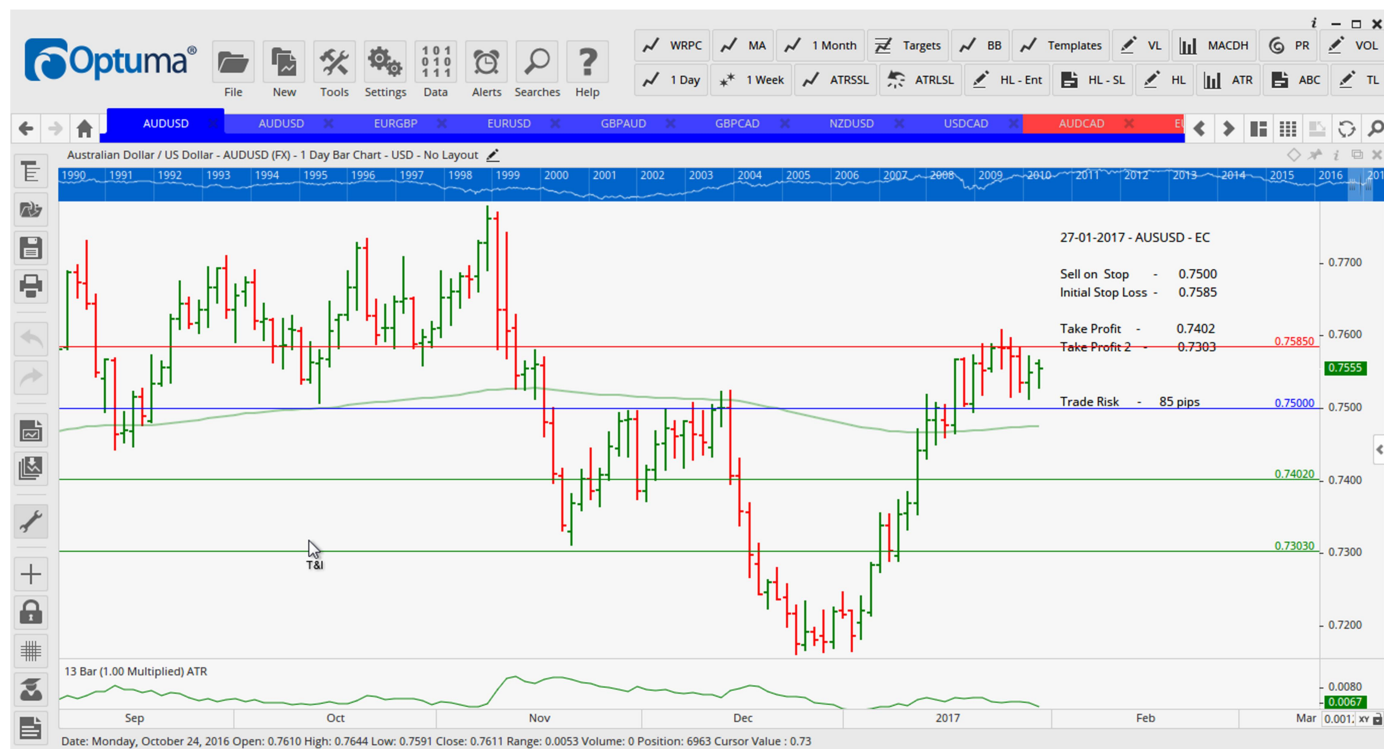 Optuma®
File New Tools Settings Data Alerts Searches Help
i
WRPC MA 1 Month Targets BB Templates VL MACDH PR VOL
1 Day 1 Week ATRSSL ATRLSL HL - Ent HL - SL HL ATR ABC TL
AUDUSD AUDUSD EURGBP EURUSD GBPAUD GBPCAD NZDUSD USDCAD AUDCAD
Australian Dollar / US Dollar - AUDUSD (FX) - 1 Day Bar Chart - USD - No Layout
1990 1991 1992 1993 1994 1995 1996 1997 1998 1999 2000 2001 2002 2003 2004 2005 2006 2007 2008 2009 2010 2011 2012 2013 2014 2015 2016 201
27-01-2017 - AUSUSD - EC
0.7700
Sell on Stop - 0.7500
Initial Stop Loss - 0.7585
Take Profit - 0.7402
0.7600
0.75850
Take Profit 2 - 0.7303
0.7555
Trade Risk - 85 pips
0.75000
0.7500
0.74020
0.7400
0.73030
0.7300
T&I
0.7200
13 Bar (1.00 Multiplied) ATR
0.0080
0.0067
Sep Oct Nov Dec 2017 Feb Mar 0.001 XY
Date: Monday, October 24, 2016 Open: 0.7610 High: 0.7644 Low: 0.7591 Close: 0.7611 Range: 0.0053 Volume: 0 Position: 6963 Cursor Value : 0.73